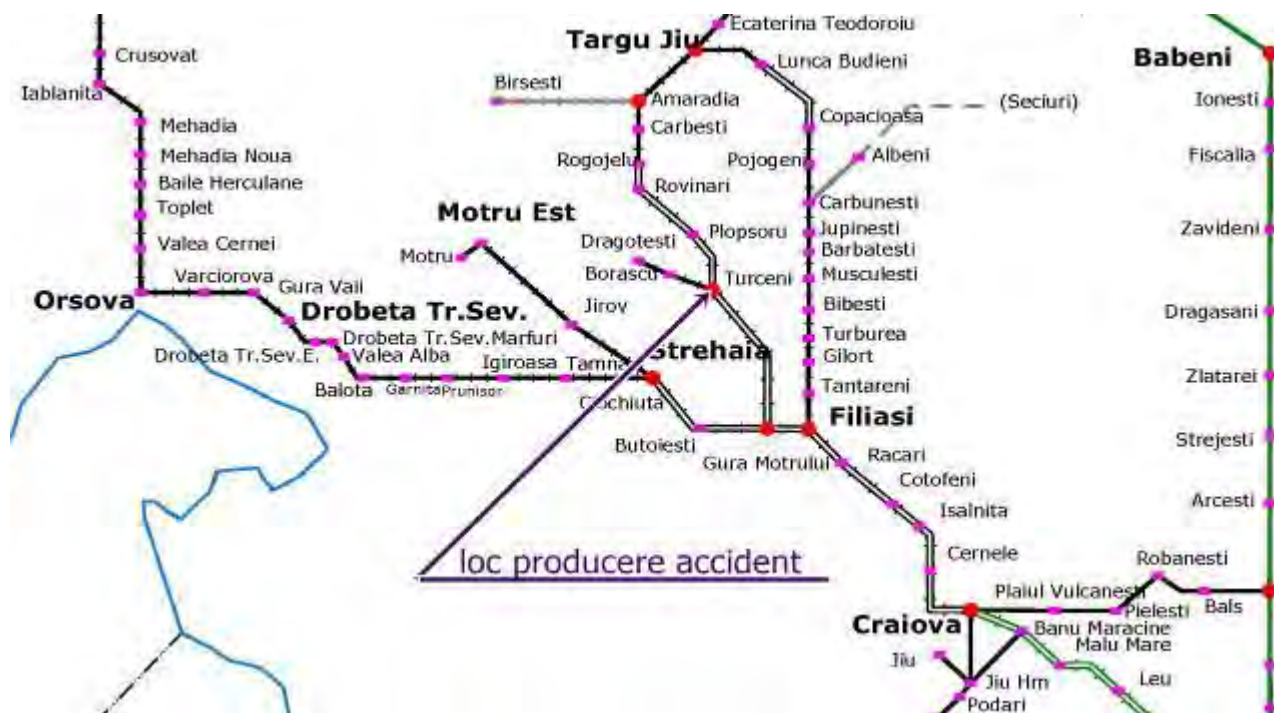 Ecaterina Teodoroiu
Crusovat
Targu Jiu
Babeni
Lunca Budieni
Birsesti
Iablanita
Amaradia
(Seciuri)
Ionesti
Copacioasa
Mehadia
Carbesti
Mehadia Noua
Rogojelu
Pojogeni
Albeni
Fiscalia
Baile Herculane
Rovinari
Toplet
Motru Est
Carbunesti
Plopsoru
Jupinesti
Zavideni
Valea Cernei
Dragotesti
Barbatesti
Motru
Borascu
Turceni
Musculesti
Varciorova
Gura Vaii
Orsova
Jirov
Bibesti
Dragasani
Drobeta Tr.Sev.
Turburea
Drobeta Tr.Sev.Marfuri
Strehaia
Drobeta Tr.Sev.E.
Valea Alba
Igiroasa
Tamna
Gilort
Zlatarei
Balota
Garnita
Prunisor
Tantareni
Ciochiuta
Filiasi
Butoiesti
Strejesti
Gura Motrului
Racari
Cotofeni
Arcesti
Isalnita
loc producere accident
Cernele
Robanesti
Plaiul Vulcanesti
Pielesti
Bals
Craiova
Banu Maracine
Malu Mare
Jiu
Jiu Hm
Leu
Podari